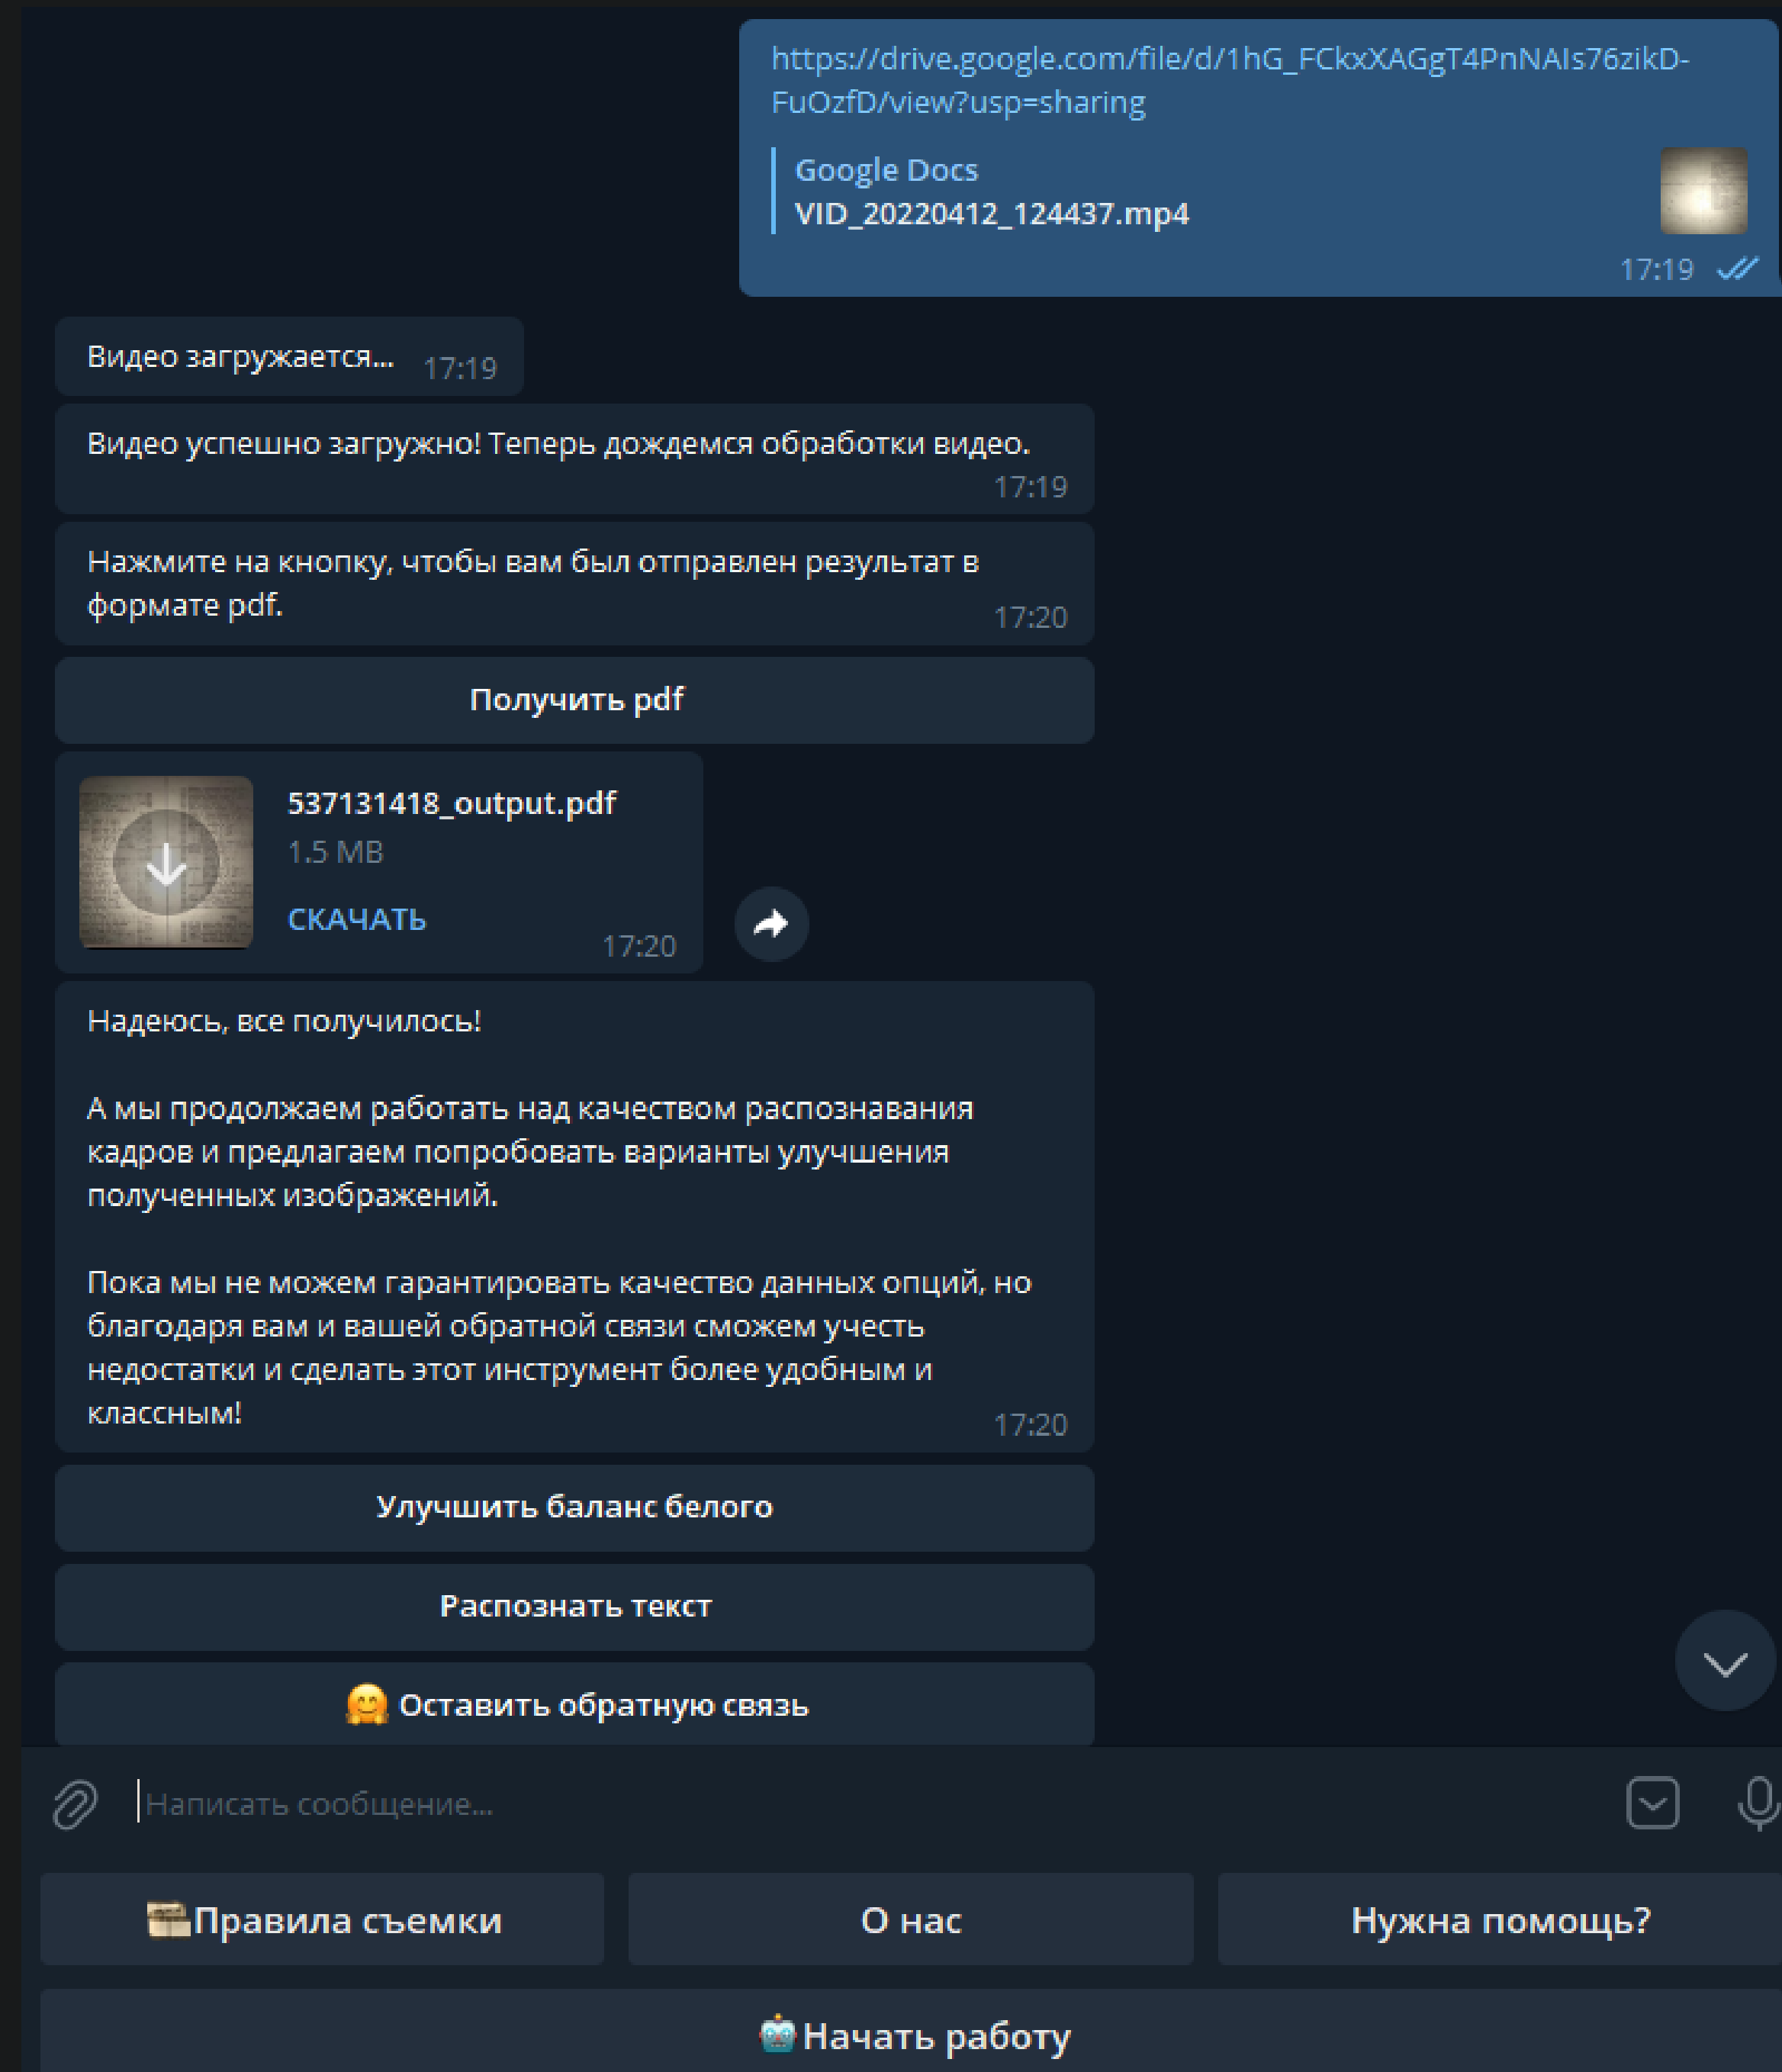 https://drive.google.com/file/d/1hG_FCkxXAGgT4PnNAIs76zikD-
FuOzfD/view?usp=sharing
Google Docs
VID_20220412_124437.mp4
17:19
Видео загружается... 17:19
Видео успешно загружно! Теперь дождемся обработки видео.
17:19
Нажмите на кнопку, чтобы вам был отправлен результат в
формате pdf. 17:20
Получить pdf
537131418_output.pdf
1.5 MB
СКАЧАТЬ
17:20
Надеюсь, все получилось!
А мы продолжаем работать над качеством распознавания
кадров и предлагаем попробовать варианты улучшения
полученных изображений.
Пока мы не можем гарантировать качество данных опций, но
благодаря вам и вашей обратной связи сможем учесть
недостатки и сделать этот инструмент более удобным и
классным! 17:20
Улучшить баланс белого
Распознать текст
🤗 Оставить обратную связь
Написать сообщение...
Правила съемки О нас Нужна помощь?
🤖Начать работу